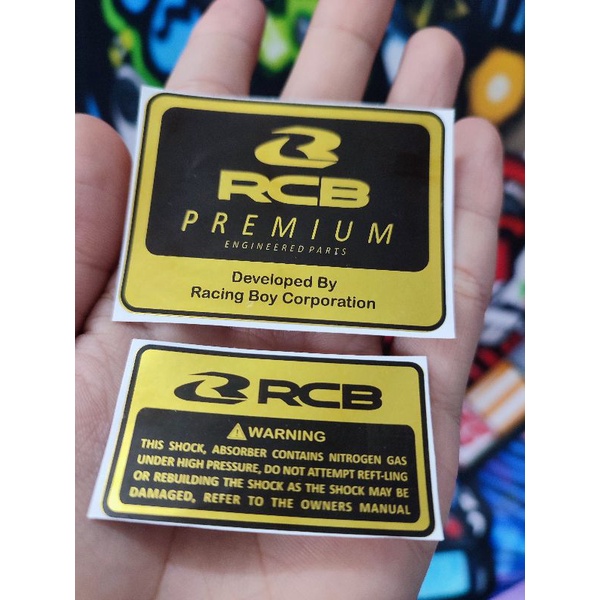 RCB
PREMIUM
ENGINEERED PARTS
Developed By
Racing Boy Corporation
RCB
WARNING
THIS SHOCK, ABSORBER CONTAINS NITROGEN GAS
UNDER HIGH PRESSURE, DO NOT ATTEMPT REFT-LING
OR REBUILDING THE SHOCK AS THE SHOCK MAY BE
DAMAGED, REFER TO THE OWNERS MANUAL